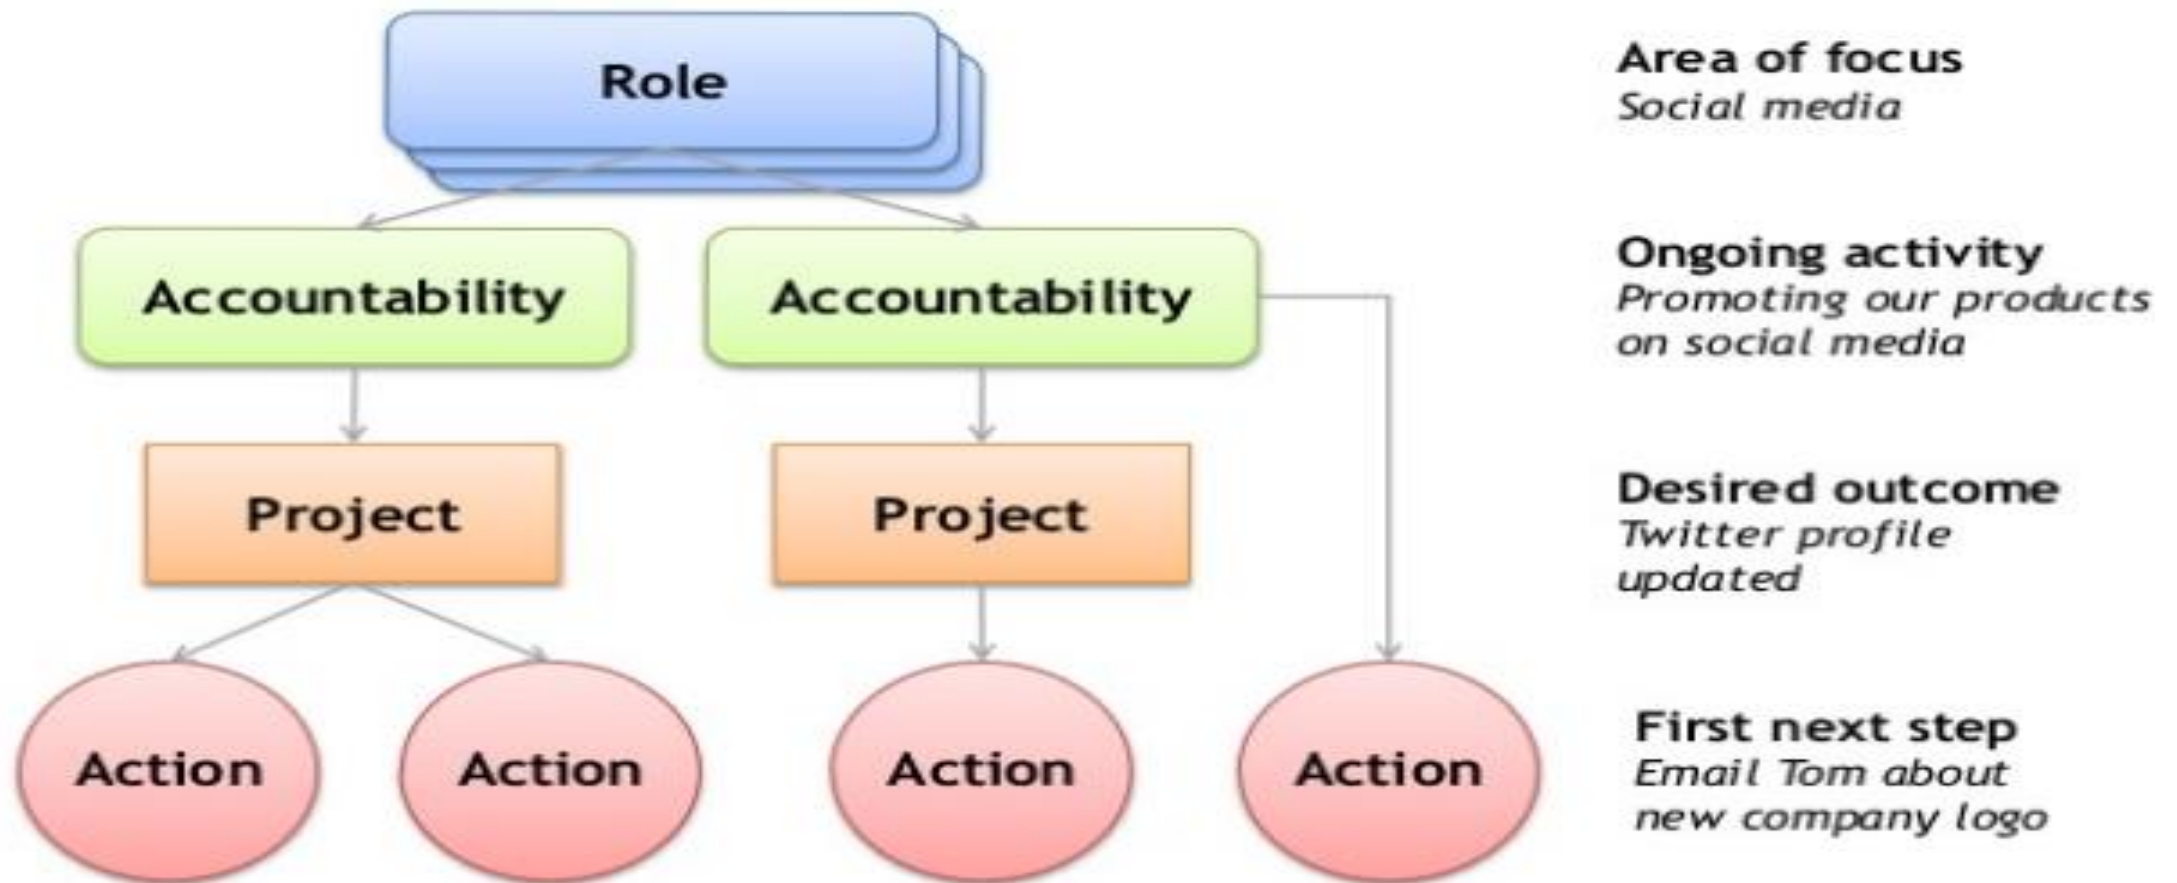 Role
Area of focus
Social media
Accountability
Accountability
Ongoing activity
Promoting our products
on social media
Project
Project
Desired outcome
Twitter profile
updated
Action
Action
Action
Action
First next step
Email Tom about
new company logo